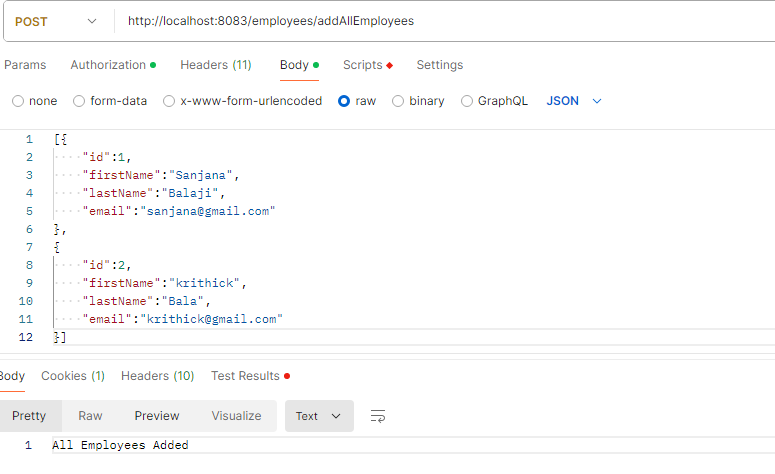 POST http://localhost:8083/employees/addAllEmployees
Params Authorization Headers (11) Body Scripts Settings
none form-data x-www-form-urlencoded raw binary GraphQL JSON
1 [{
2 "id":1,
3 "firstName":"Sanjana",
4 "lastName":"Balaji",
5 "email":"sanjana@gmail.com"
6 },
7 {
8 "id":2,
9 "firstName":"krithick",
10 "lastName":"Bala",
11 "email":"krithick@gmail.com"
12 }]
Body Cookies (1) Headers (10) Test Results
Pretty Raw Preview Visualize Text
1 All Employees Added